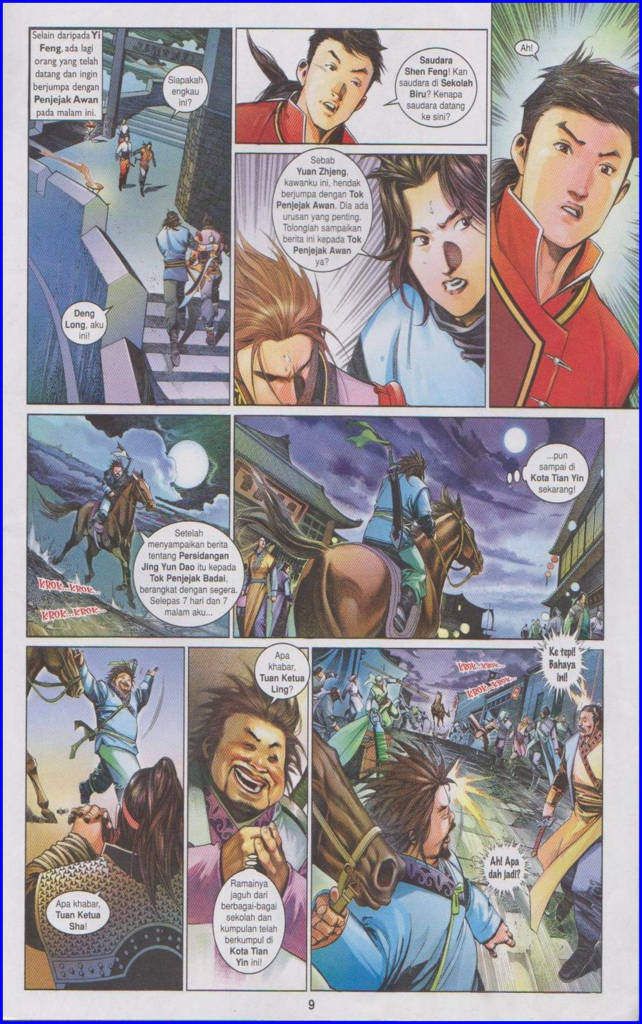 Selain daripada Yi
Feng, ada lagi
orang yang telah
datang dan ingin
berjumpa dengan
Penjejak Awan
pada malam ini.
Siapakah
engkau
ini?
Deng
Long, aku
ini!
Saudara
Shen Feng! Kan
saudara di Sekolah
Biru? Kenapa
saudara datang
ke sini?
Ah!
Sebab
Yuan Zhjeng,
kawanku ini, hendak
berjumpa dengan Tok
Penjejak Awan. Dia ada
urusan yang penting.
Tolonglah sampaikan
berita ini kepada Tok
Penjejak Awan
ya?
Setelah
menyampaikan berita
tentang Persidangan
Jing Yun Dao itu kepada
Tok Penjejak Badai,
berangkat dengan segera.
Selepas 7 hari dan 7
malam aku...
KROK...KROK...
KROK...KROK...
...pun
sampai di
Kota Tian Yin
sekarang!
Apa khabar,
Tuan Ketua
Sha!
Apa
khabar,
Tuan Ketua
Ling?
Ramainya
jaguh dari
berbagai-bagai
sekolah dan
kumpulan telah
berkumpul di
Kota Tian
Yin ini!
KROK...KROK...
KROK...KROK...
Ke tepi!
Bahaya
ini!
Ah! Apa
dah jadi?
9